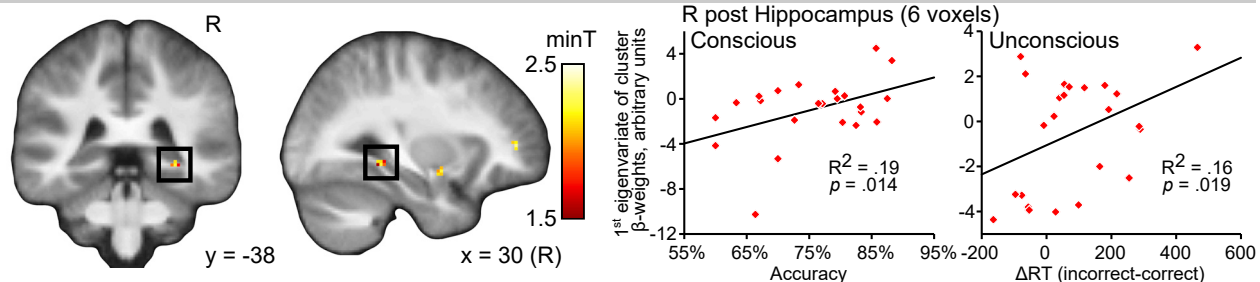 R
y = -38
x = 30 (R)
minT
2.5
1.5
R post Hippocampus (6 voxels)
Conscious
1st eigenvariate of cluster
β-weights, arbitrary units
4
0
-4
-8
-12
R2 = .19
p = .014
55% 65% 75% 85% 95%
Accuracy
Unconscious
4
2
0
-2
-4
R2 = .16
p = .019
-200 0 200 400 600
ΔRT (incorrect-correct)